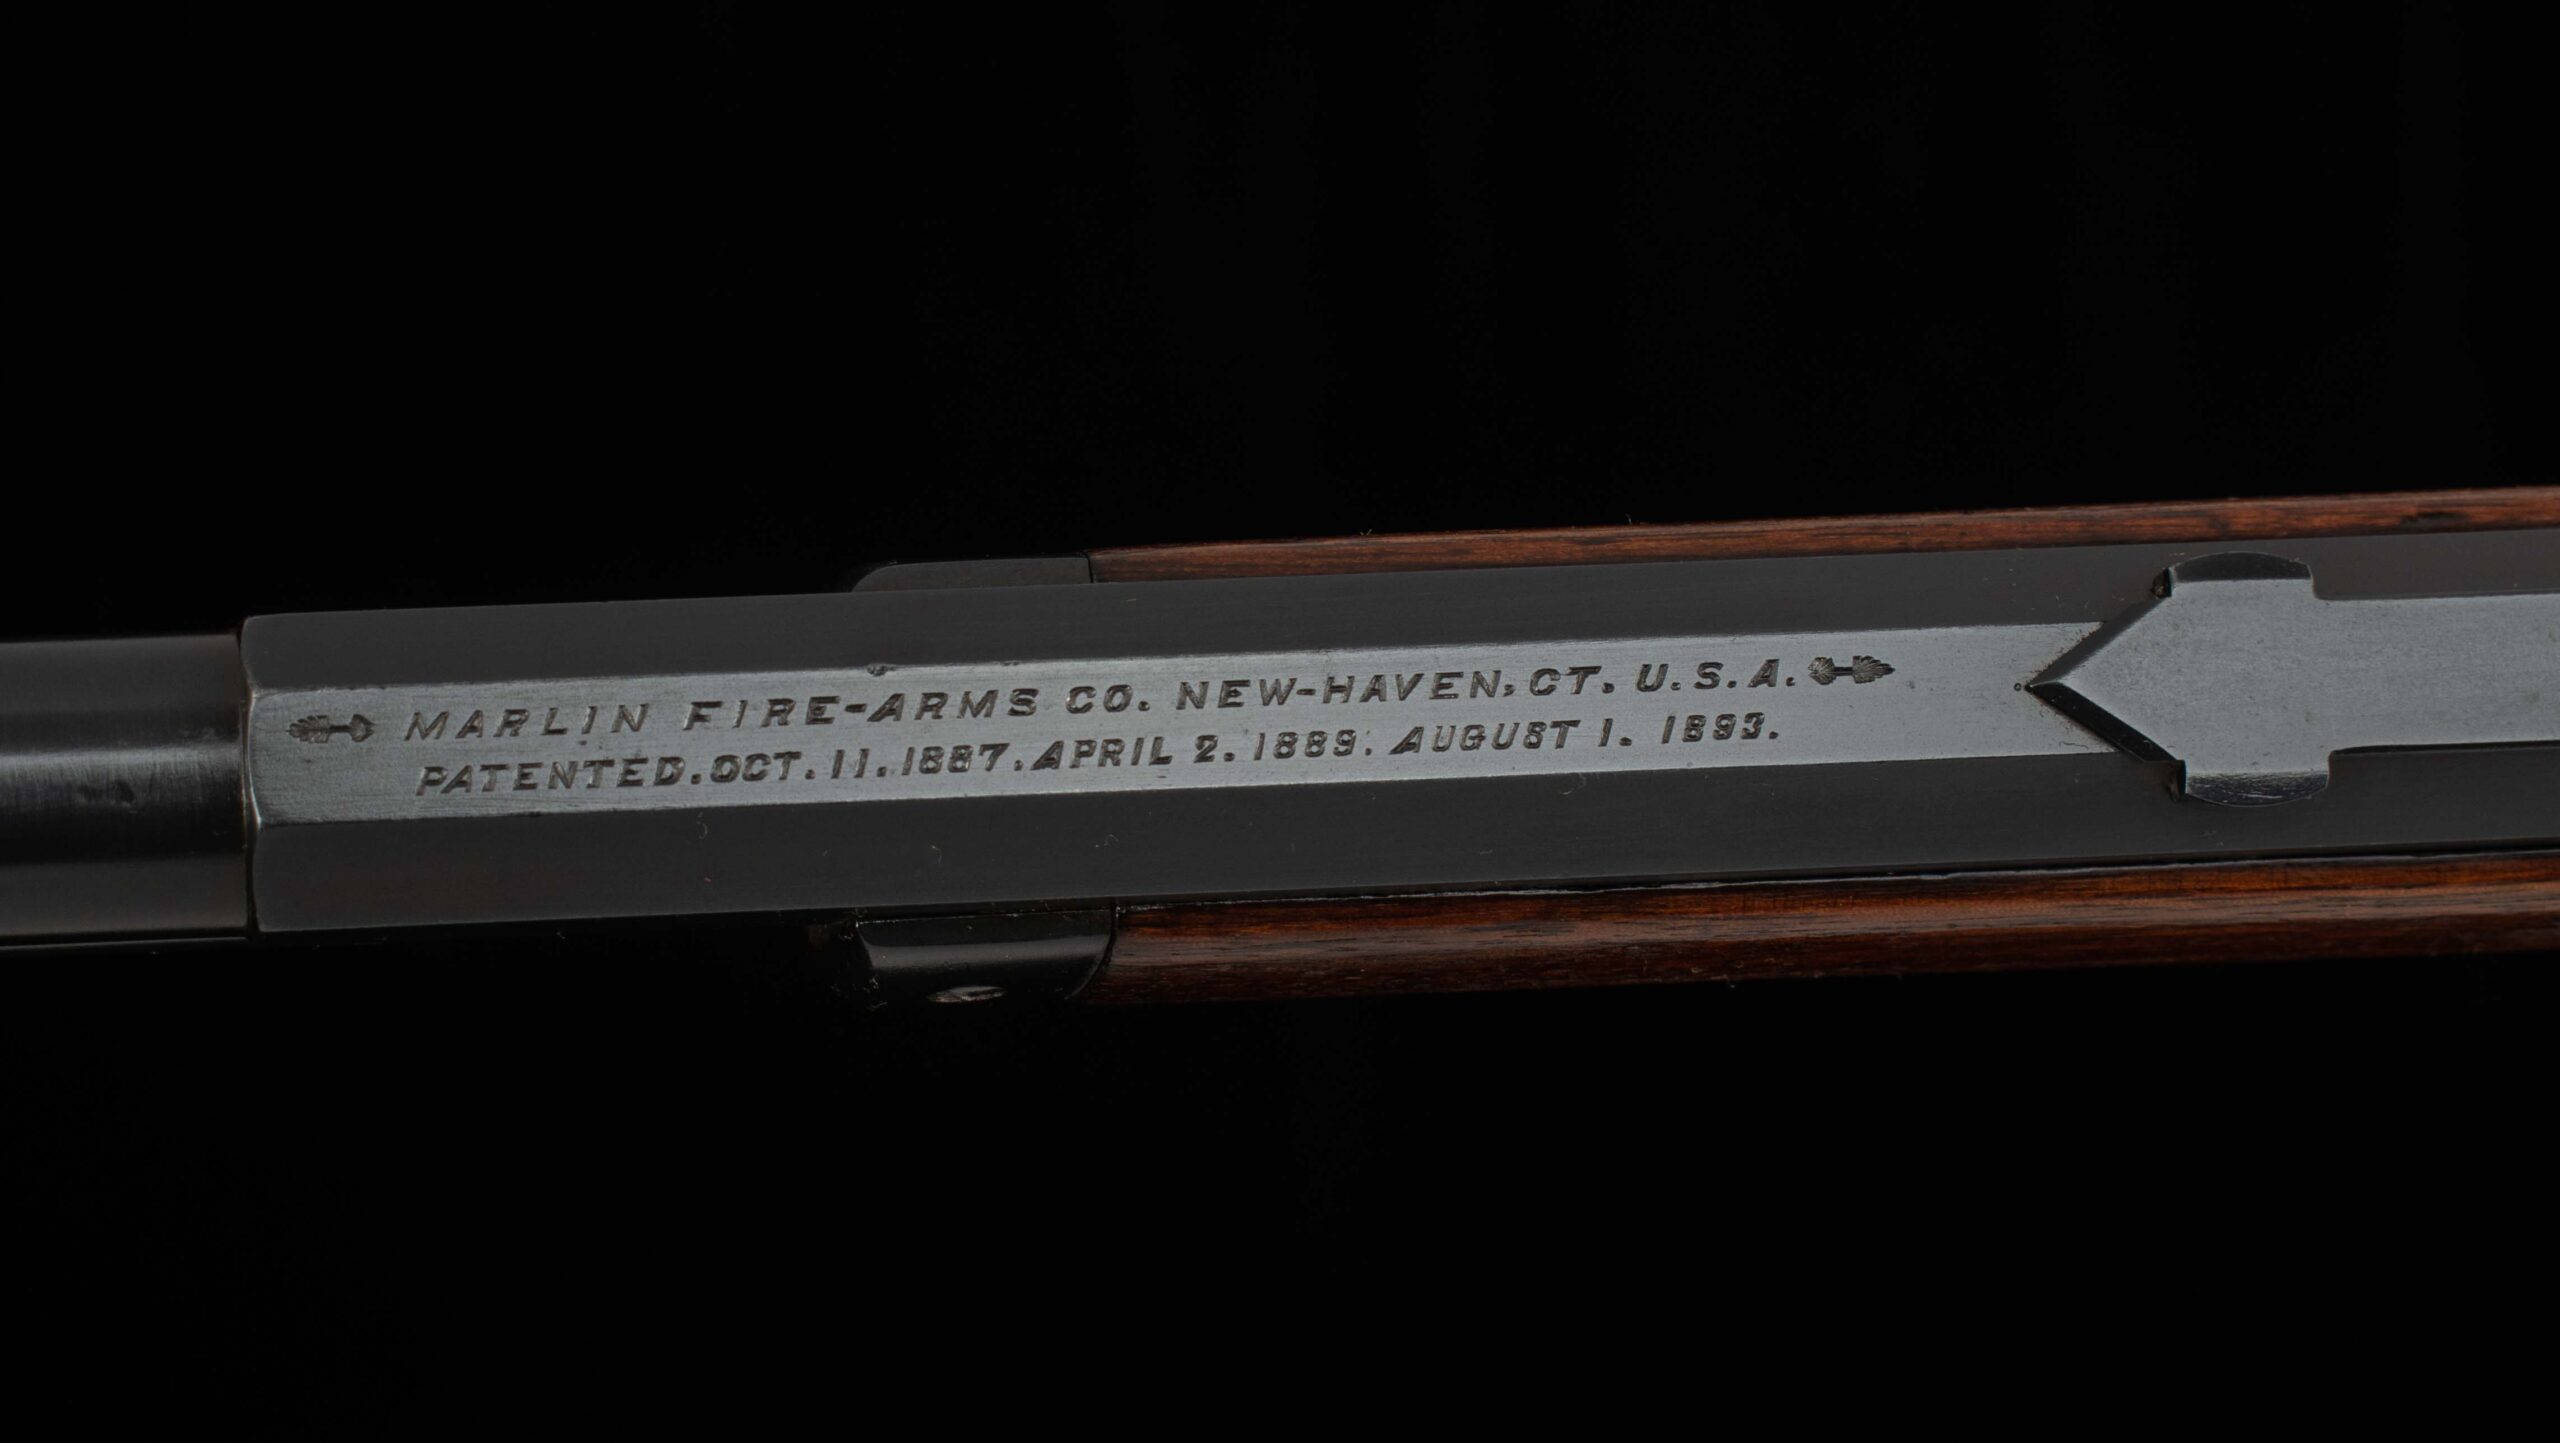 MARLIN FIRE-ARMS CO. NEW-HAVEN, CT. U.S.A.
PATENTED. OCT. 11. 1887. APRIL 2. 1889. AUGUST 1. 1893.